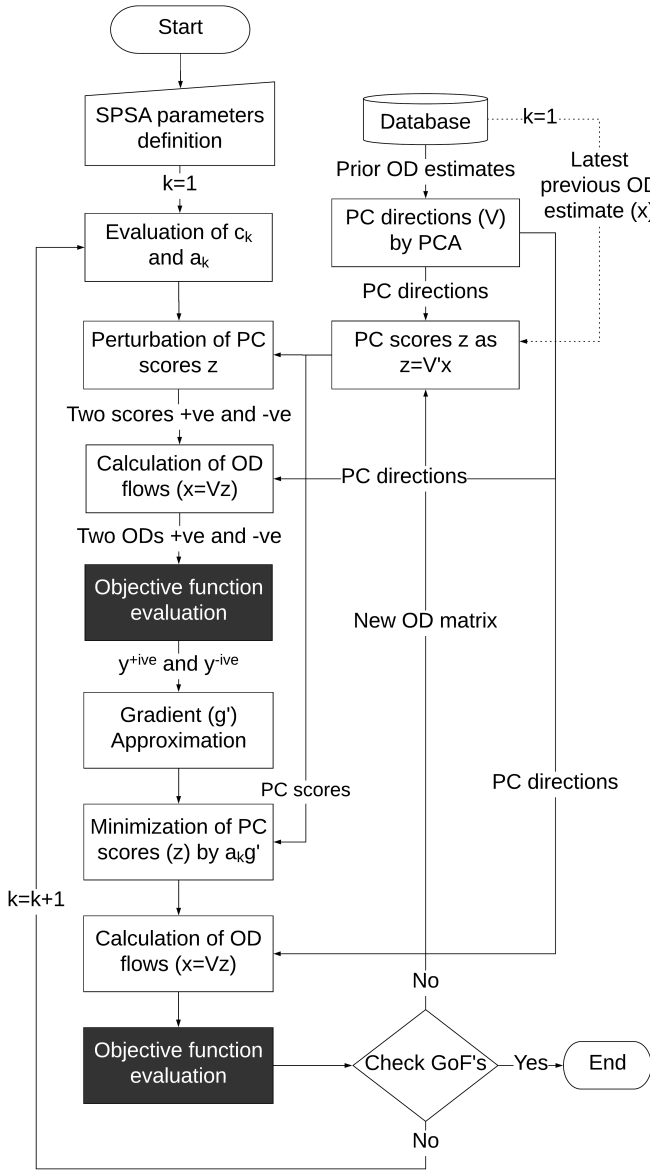 Start
SPSA parameters
definition
k=1
Evaluation of ck
and ak
Perturbation of PC
scores z
Two scores +ve and -ve
Calculation of OD
flows (x=Vz)
Two ODs +ve and -ve
Objective function
evaluation
y+ive and y-ive
Gradient (g')
Approximation
Minimization of PC
scores (z) by akg'
Calculation of OD
flows (x=Vz)
Objective function
evaluation
k=k+1
Database
k=1
Latest
previous OD
estimate (x)
Prior OD estimates
PC directions (V)
by PCA
PC directions
PC scores z as
z=V'x
PC directions
New OD matrix
PC scores
PC directions
No
Check GoF's
Yes
End
No